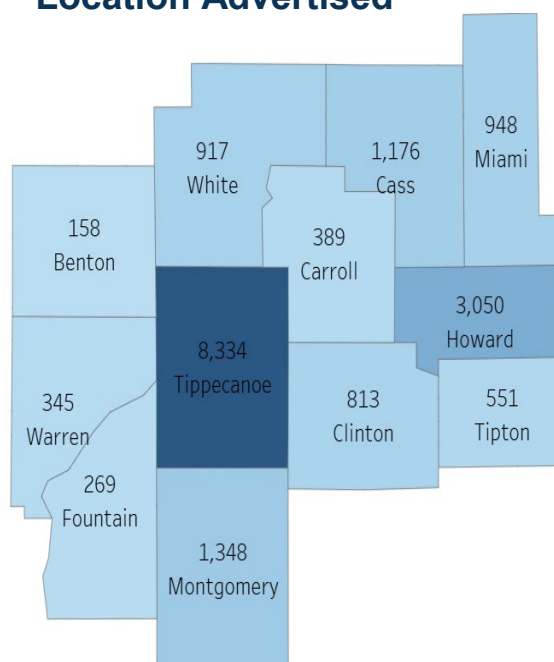 Location Advertised
948
Miami
917
White
1,176
Cass
158
Benton
389
Carroll
3,050
Howard
8,334
Tippecanoe
345
Warren
813
Clinton
551
Tipton
269
Fountain
1,348
Montgomery